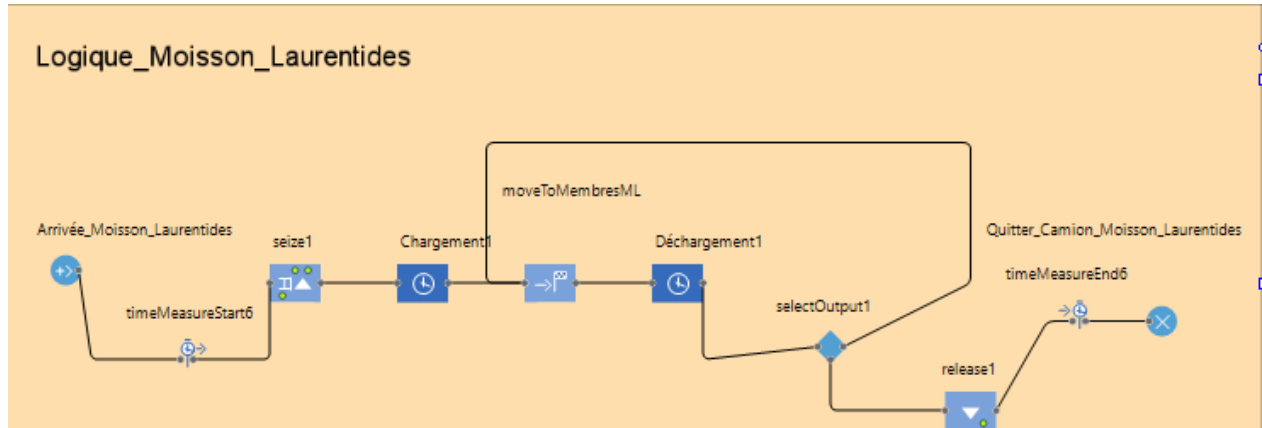 Logique_Moisson_Laurentides
moveToMembresML
Arrivée_Moisson_Laurentides
seize1
Chargement1
Déchargement1
Quitter_Camion_Moisson_Laurentides
timeMeasureEnd6
timeMeasureStart6
selectOutput1
release1